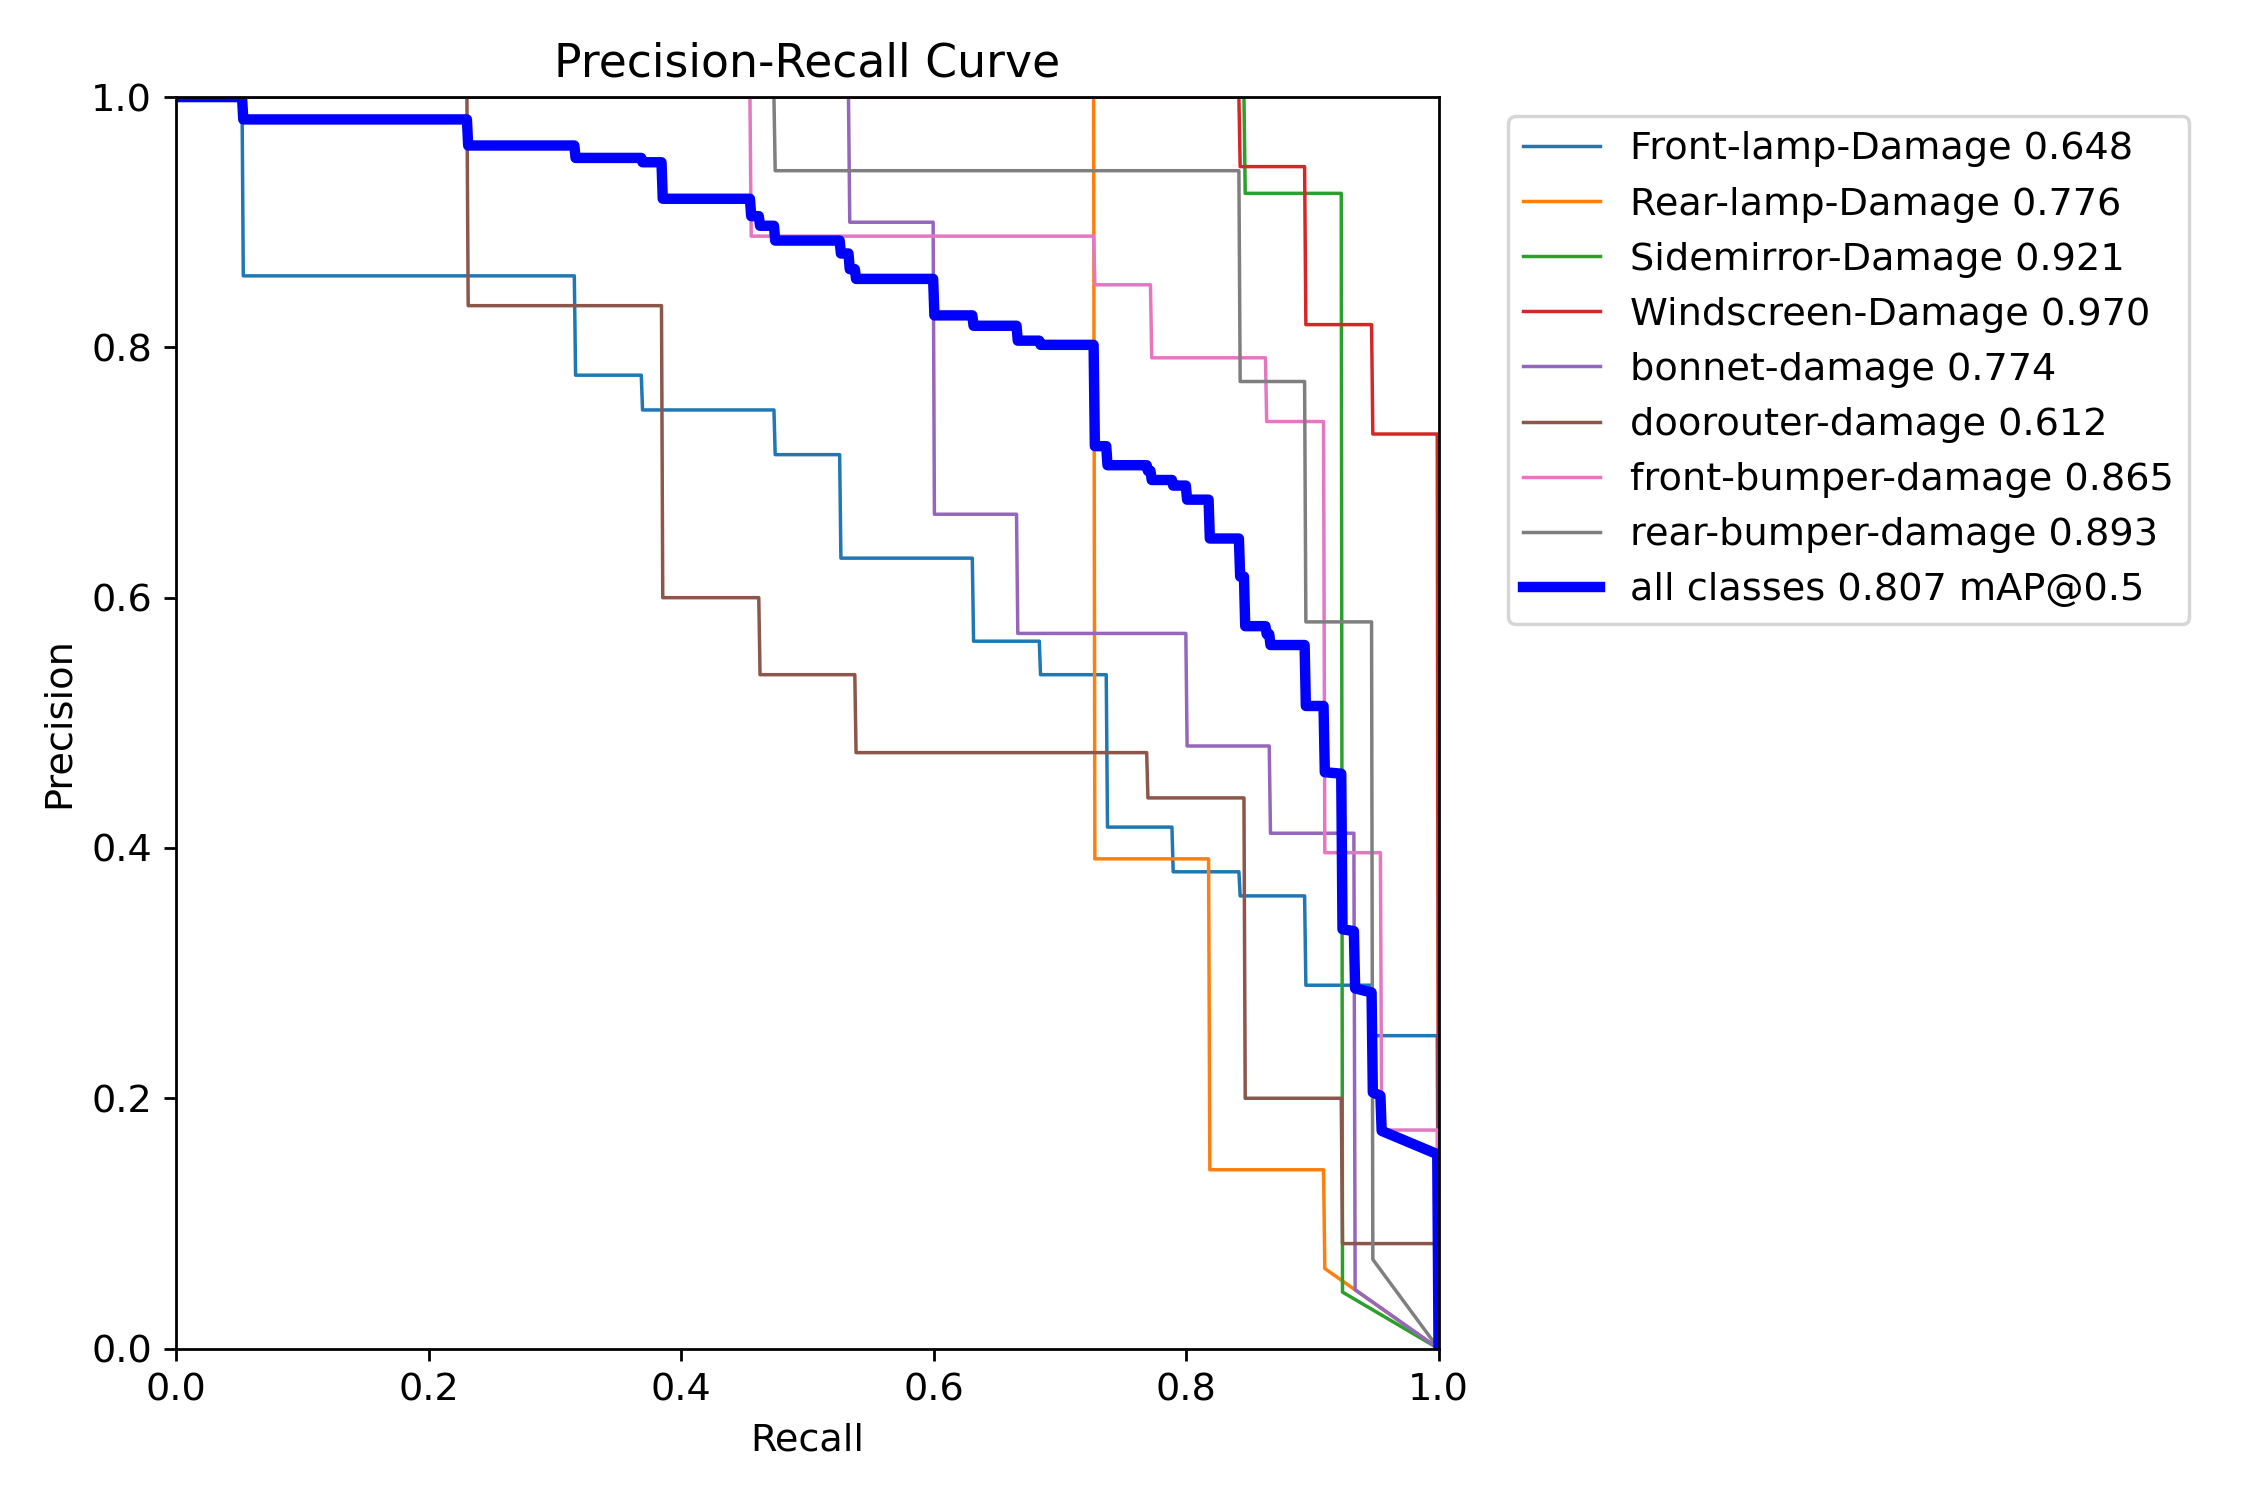 Precision-Recall Curve
1.0
0.8
0.6
0.4
0.2
0.0
Precision
0.0 0.2 0.4 0.6 0.8 1.0
Recall
Front-lamp-Damage 0.648
Rear-lamp-Damage 0.776
Sidemirror-Damage 0.921
Windscreen-Damage 0.970
bonnet-damage 0.774
doorouter-damage 0.612
front-bumper-damage 0.865
rear-bumper-damage 0.893
all classes 0.807 mAP@0.5